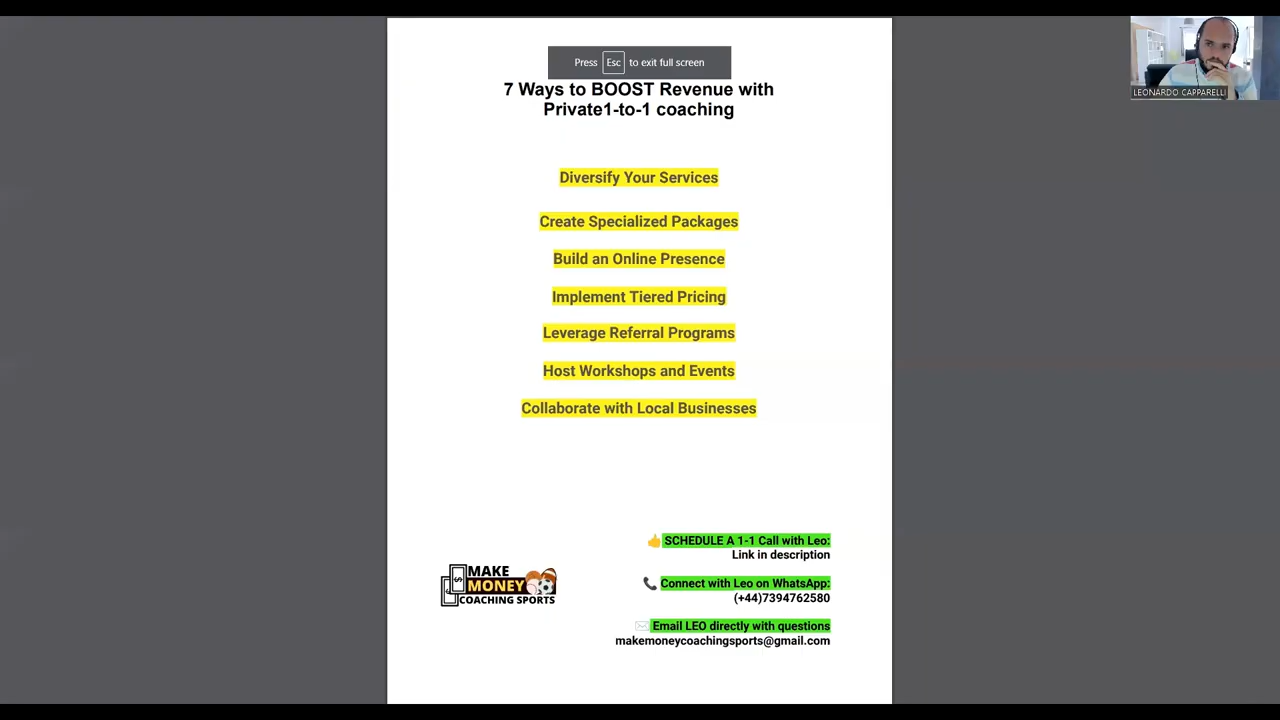 Press Esc to exit full screen
LEONARDO CAPPARELLI
7 Ways to BOOST Revenue with
Private1-to-1 coaching
Diversify Your Services
Create Specialized Packages
Build an Online Presence
Implement Tiered Pricing
Leverage Referral Programs
Host Workshops and Events
Collaborate with Local Businesses
👍 SCHEDULE A 1-1 Call with Leo:
Link in description
📞 Connect with Leo on WhatsApp:
(+44)7394762580
✉️ Email LEO directly with questions
makemoneycoachingsports@gmail.com
MAKE
MONEY
COACHING SPORTS